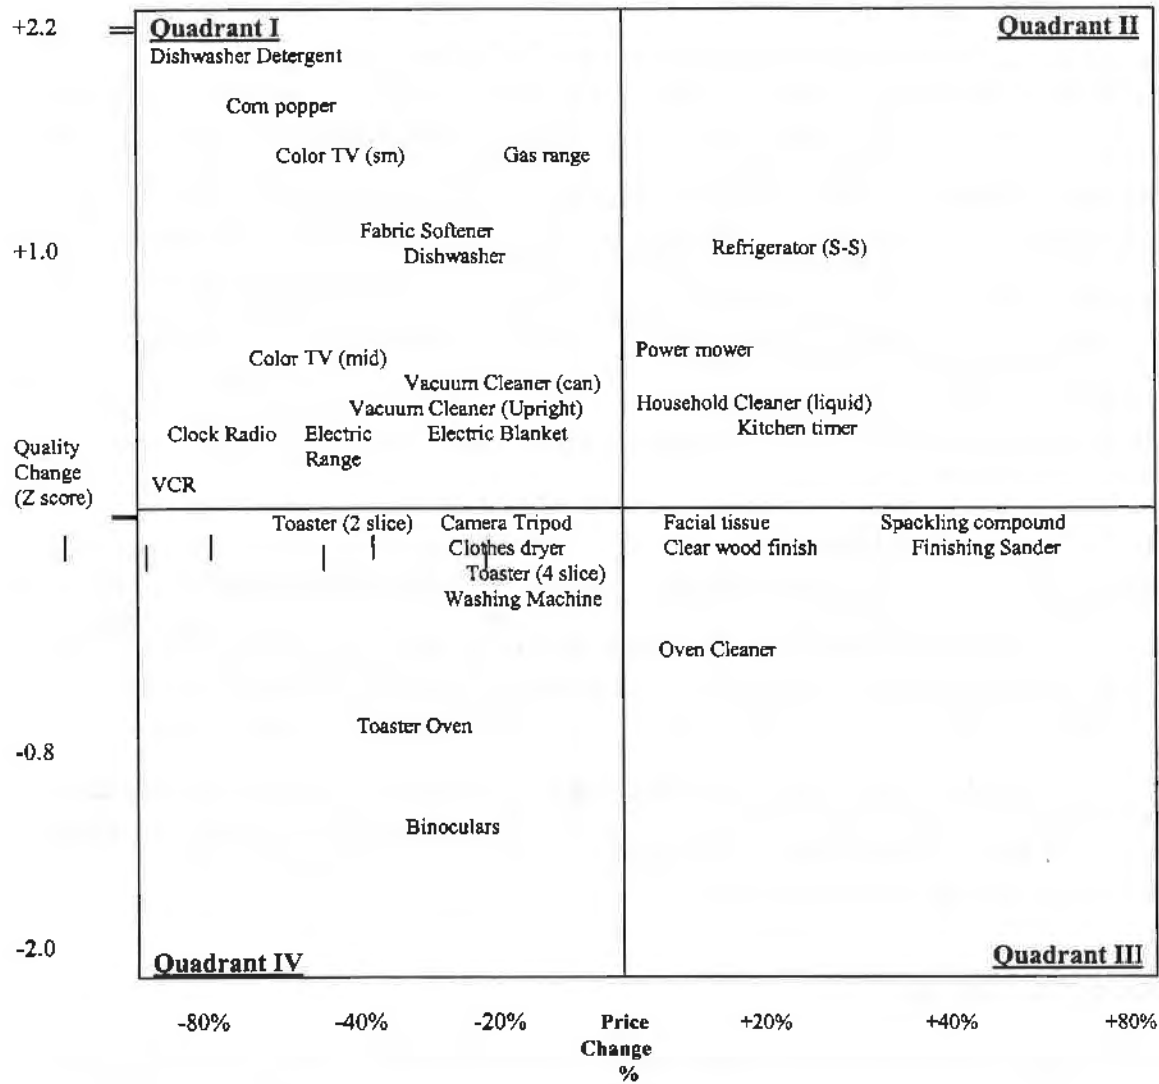 +2.2
Quadrant I
Quadrant II
Dishwasher Detergent
Corn popper
Color TV (sm)
Gas range
Fabric Softener
+1.0
Dishwasher
Refrigerator (S-S)
Color TV (mid)
Power mower
Vacuum Cleaner (can)
Vacuum Cleaner (Upright)
Household Cleaner (liquid)
Clock Radio
Electric
Range
Electric Blanket
Kitchen timer
Quality
Change
(Z score)
VCR
Toaster (2 slice)
Camera Tripod
Facial tissue
Spackling compound
Clothes dryer
Clear wood finish
Finishing Sander
Toaster (4 slice)
Washing Machine
Oven Cleaner
Toaster Oven
-0.8
Binoculars
-2.0
Quadrant IV
Quadrant III
-80%
-40%
-20%
Price
Change
%
+20%
+40%
+80%